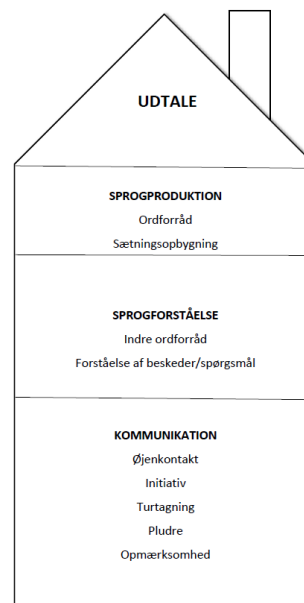 UDTALE
SPROGPRODUKTION
Ordforråd
Sætningsopbygning
SPROGFORSTÅELSE
Indre ordforråd
Forståelse af beskeder/spørgsmål
KOMMUNIKATION
Øjenkontakt
Initiativ
Turtagning
Pludre
Opmærksomhed